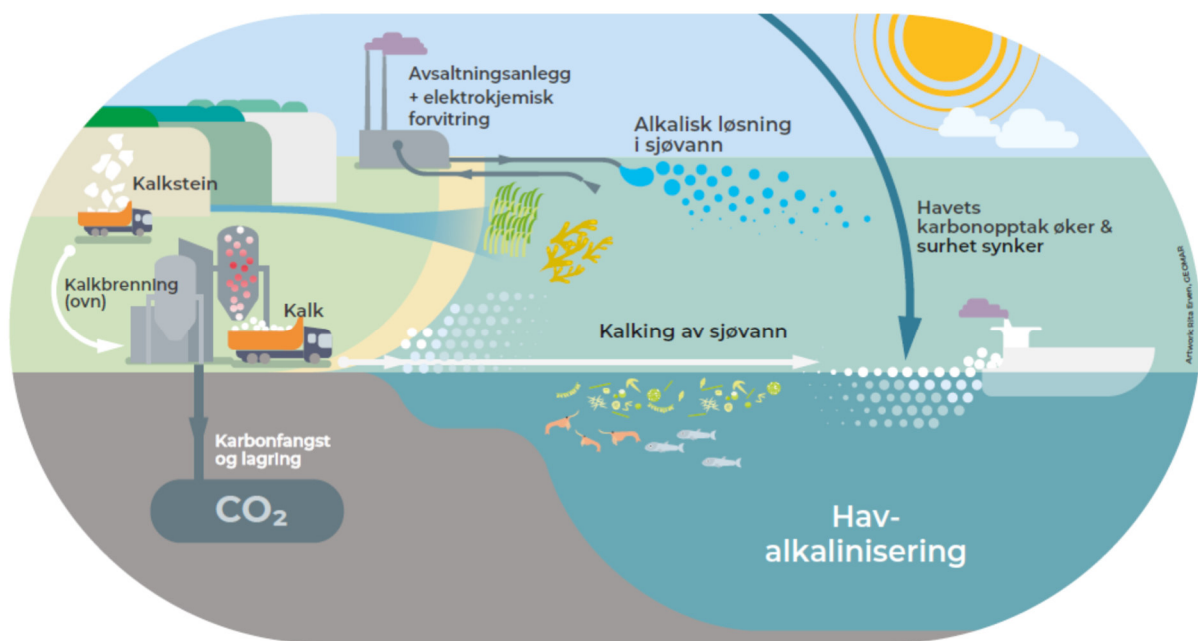 Avsaltningsanlegg
+ elektrokjemisk
forvitring
Alkalisk løsning
i sjøvann
Kalkstein
Havets
karbonopptak øker &
surhet synker
Kalkbrenning
(ovn)
Kalk
Kalking av sjøvann
Artwork: Rita Erven, GEOMAR
Karbonfangst
og lagring
CO₂
Hav-
alkalinisering